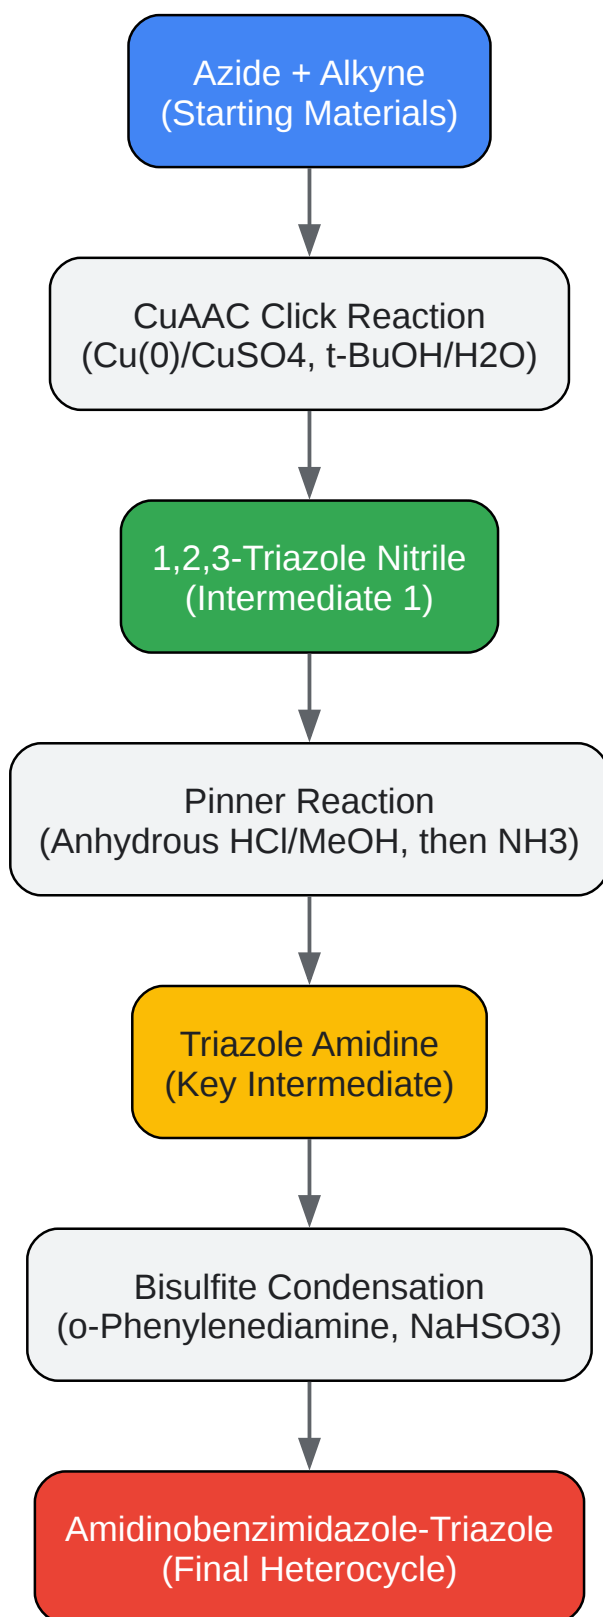 Azide + Alkyne
(Starting Materials)
CuAAC Click Reaction
(Cu(0)/CuSO4, t-BuOH/H2O)
1,2,3-Triazole Nitrile
(Intermediate 1)
Pinner Reaction
(Anhydrous HCl/MeOH, then NH3)
Triazole Amidine
(Key Intermediate)
Bisulfite Condensation
(o-Phenylenediamine, NaHSO3)
Amidinobenzimidazole-Triazole
(Final Heterocycle)